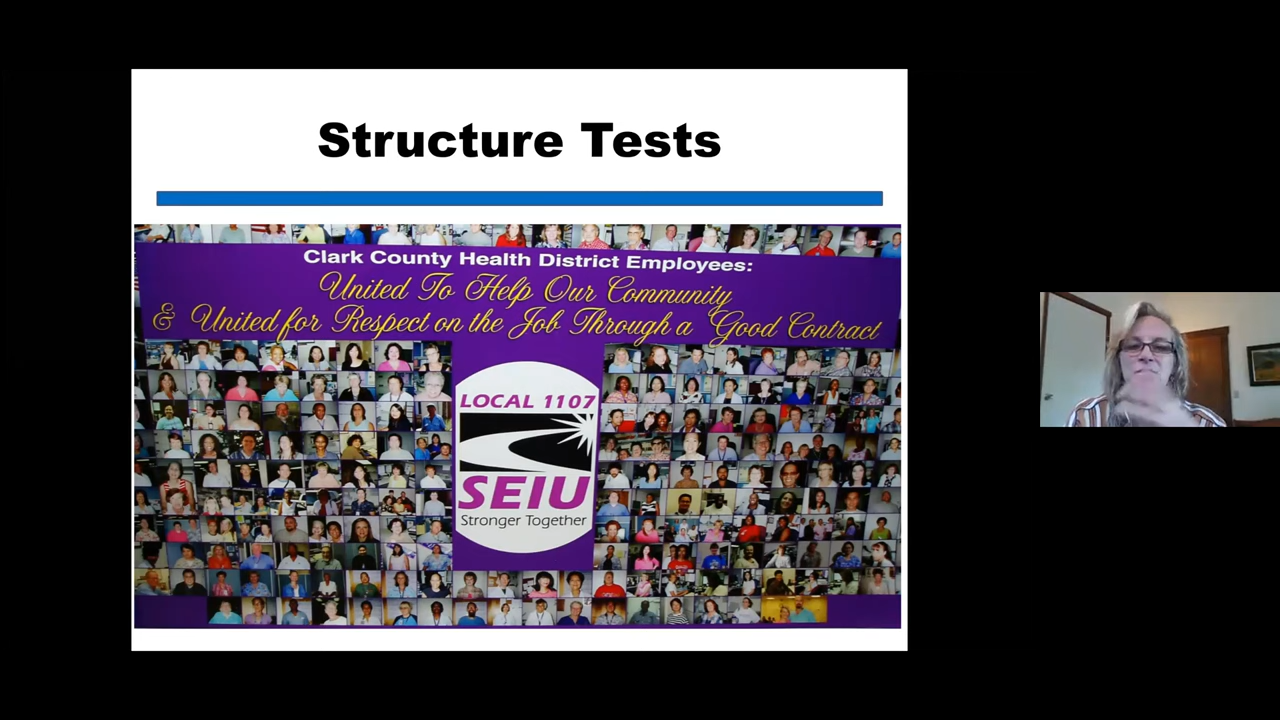 Structure Tests
Clark County Health District Employees:
United To Help Our Community
& United for Respect on the Job Through a Good Contract
LOCAL 1107
SEIU
Stronger Together